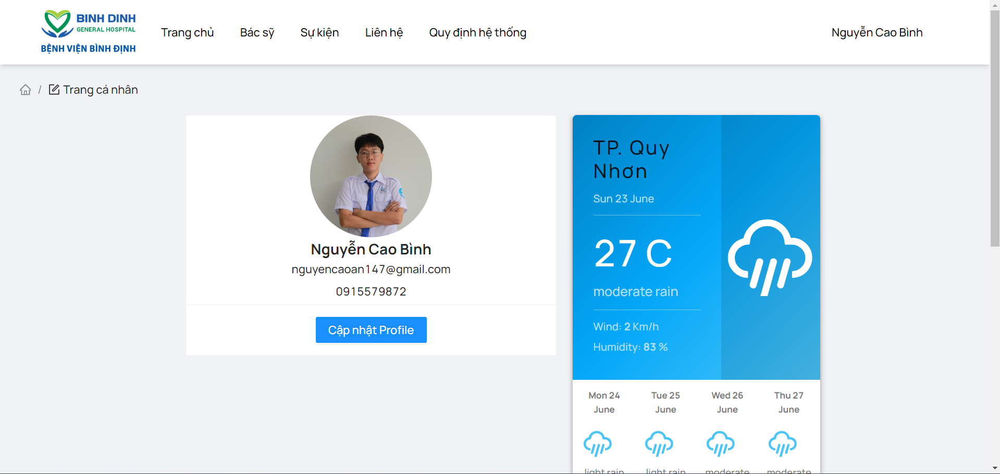 BINH DINH
GENERAL HOSPITAL
BỆNH VIỆN BÌNH ĐỊNH
Trang chủ
Bác sỹ
Sự kiện
Liên hệ
Quy định hệ thống
Nguyễn Cao Bình
/ Trang cá nhân
Nguyễn Cao Bình
nguyencaoan147@gmail.com
0915579872
Cập nhật Profile
TP. Quy
Nhơn
Sun 23 June
27 C
moderate rain
Wind: 2 Km/h
Humidity: 83 %
Mon 24
June
Tue 25
June
Wed 26
June
Thu 27
June
light rain
light rain
moderate
moderate